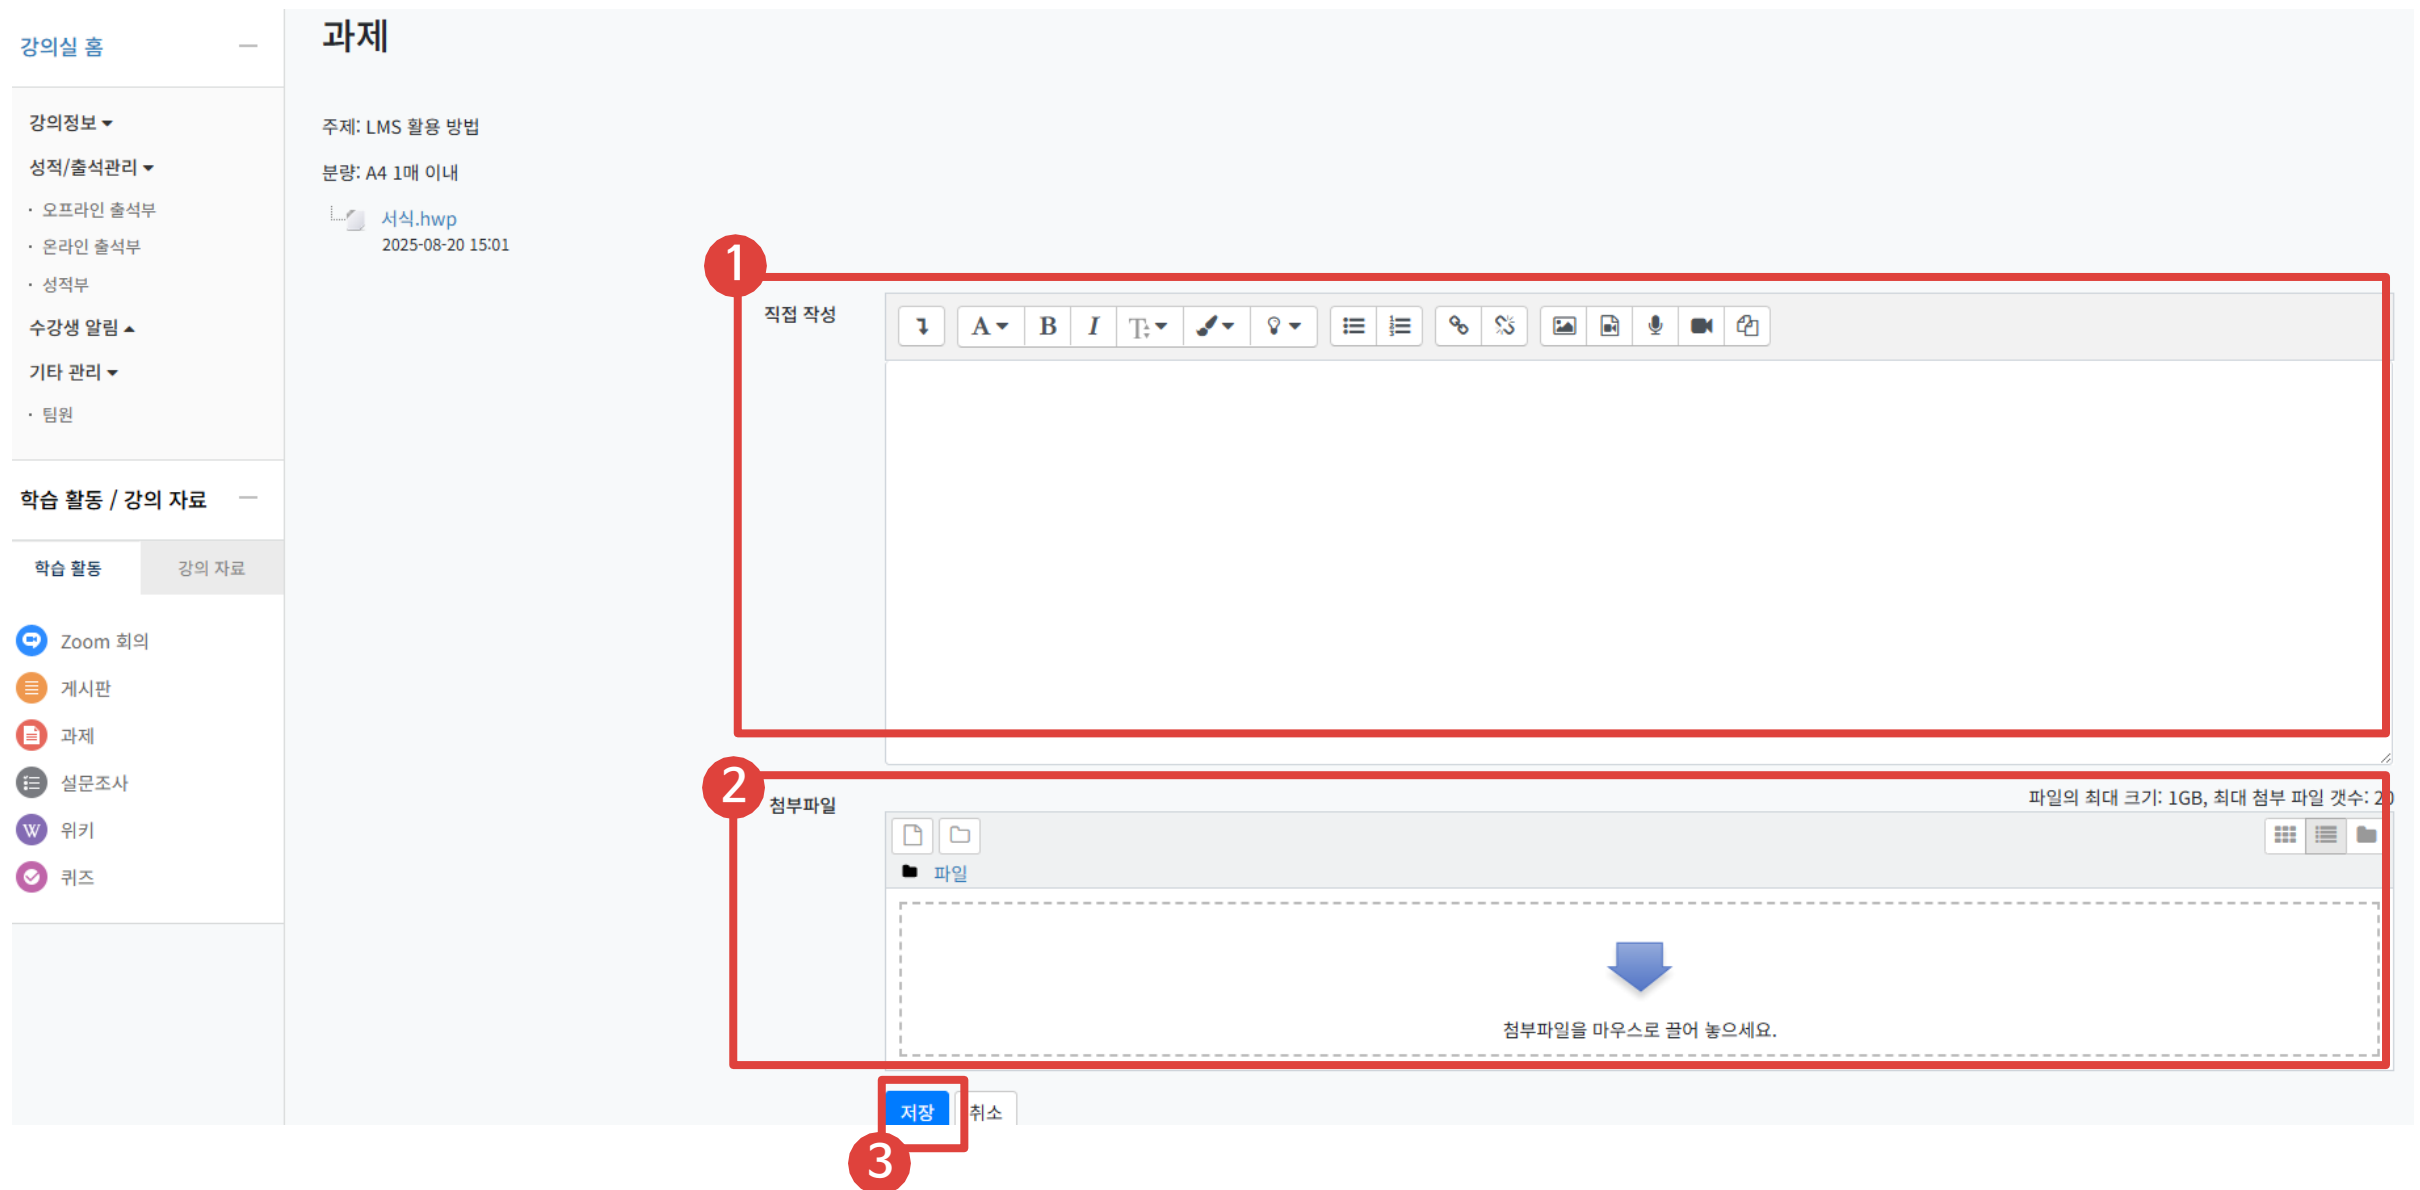 강의실 홈
강의정보
성적/출석관리
· 오프라인 출석부
· 온라인 출석부
· 성적부
수강생 알림
기타 관리
· 팀원
학습 활동 / 강의 자료
학습 활동 강의 자료
Zoom 회의
게시판
과제
설문조사
위키
퀴즈
과제
주제: LMS 활용 방법
분량: A4 1매 이내
서식.hwp
2025-08-20 15:01
1
직접 작성
A B I T
2
첨부파일
파일의 최대 크기: 1GB, 최대 첨부 파일 갯수: 20
파일
첨부파일을 마우스로 끌어 놓으세요.
저장 취소
3